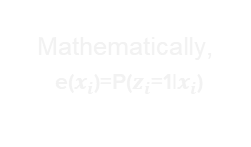 Mathematically,
e(𝒙𝒊)=P(𝒛𝒊=1|𝒙𝒊)